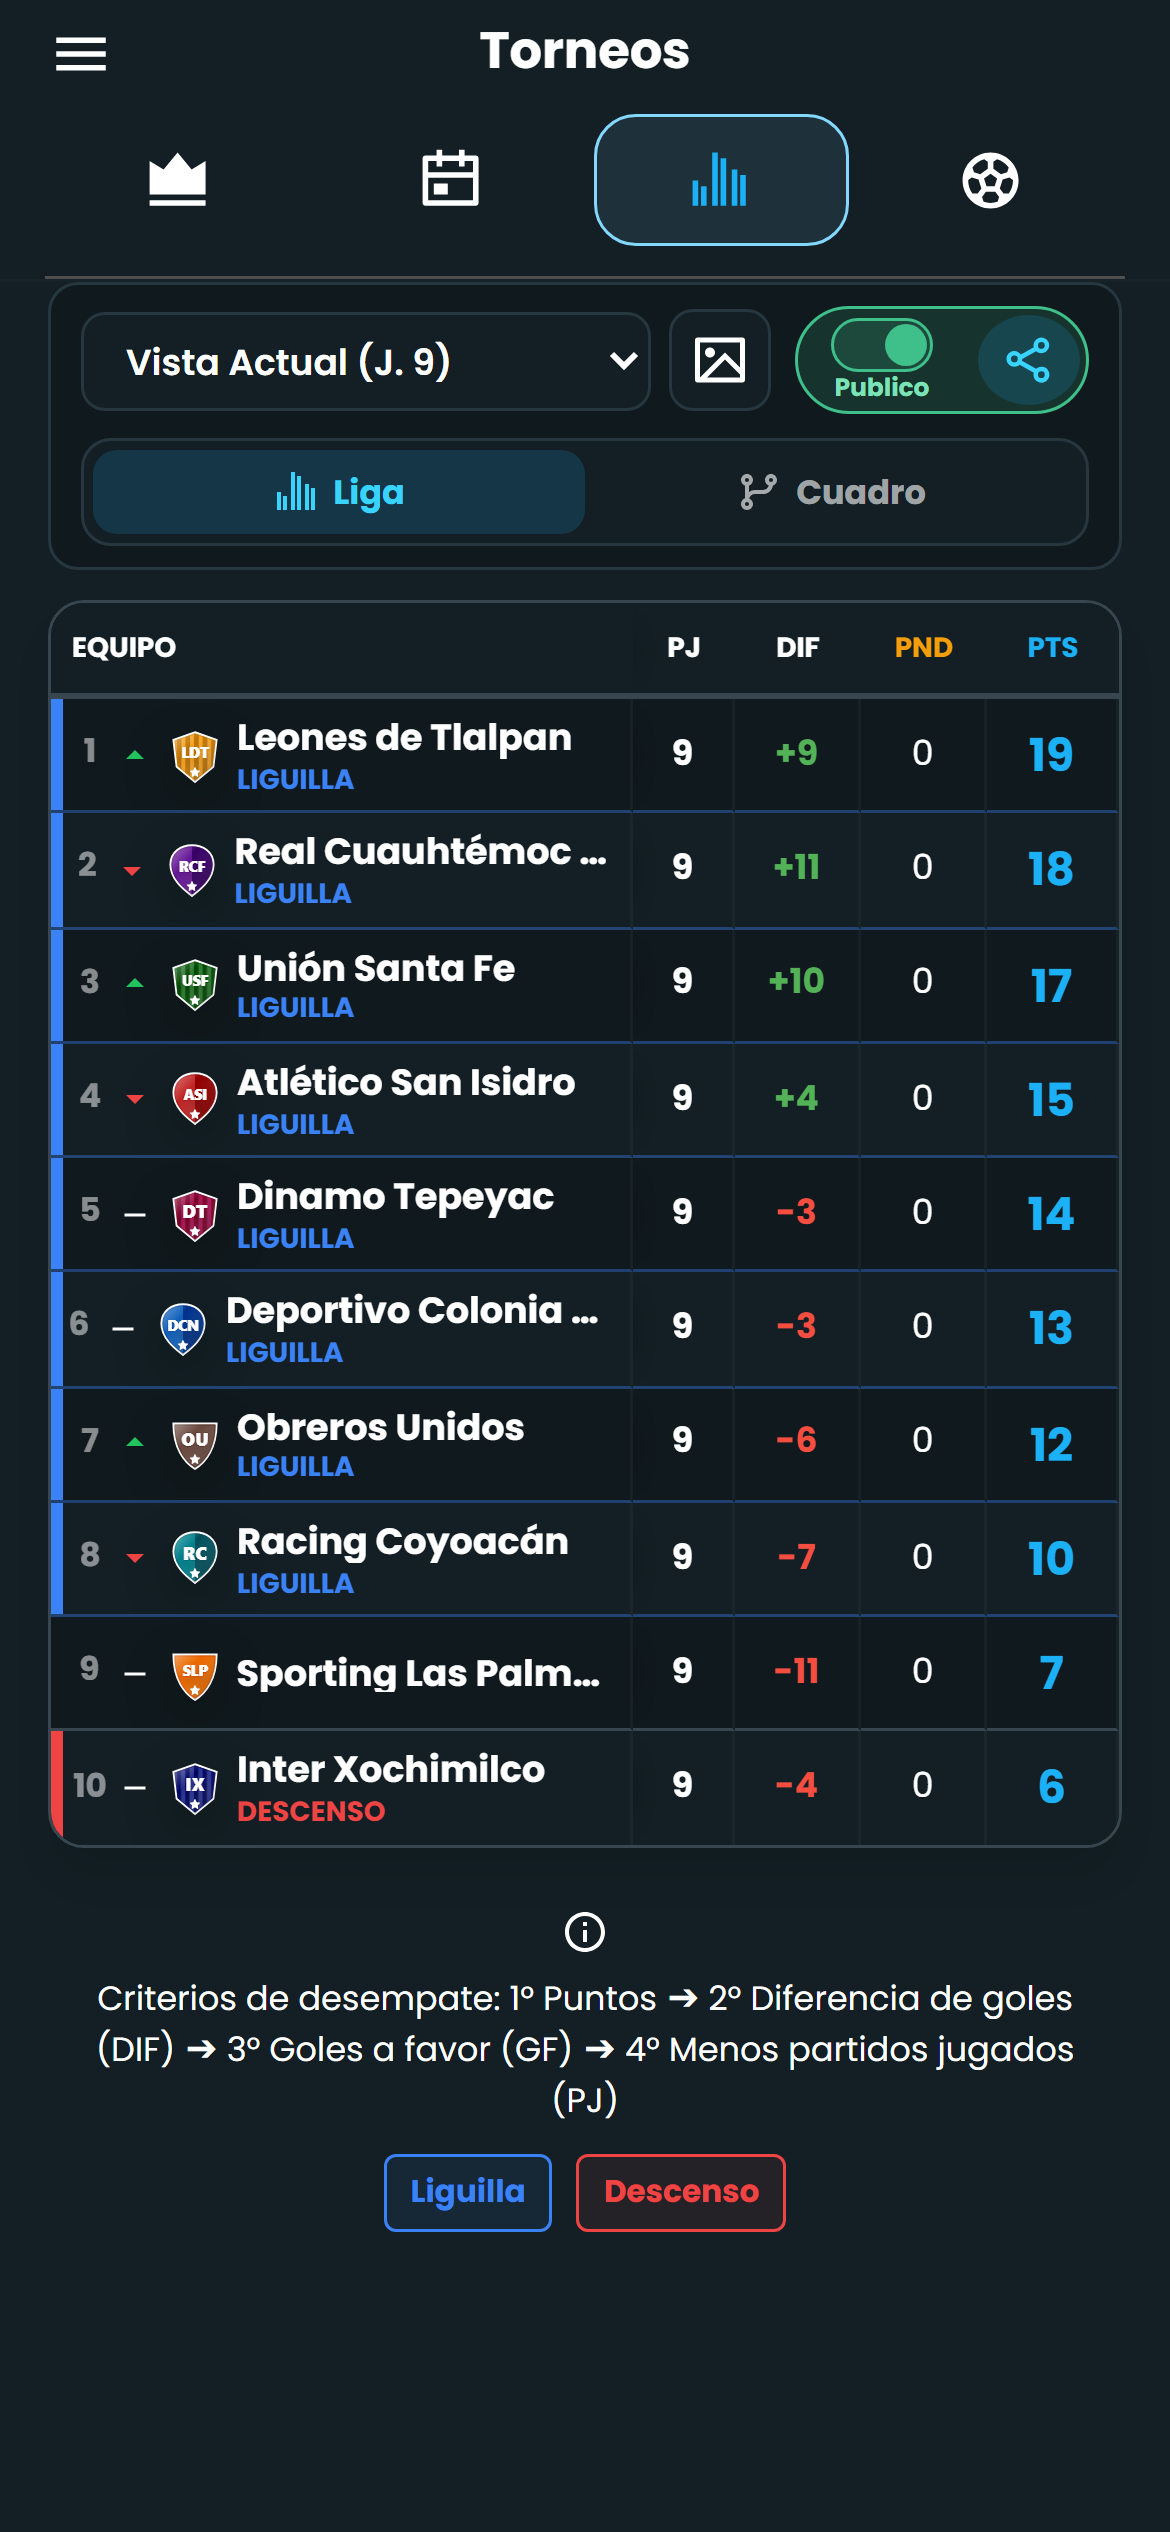 Torneos
Vista Actual (J. 9)
Publico
Liga
Cuadro
EQUIPO PJ DIF PND PTS
1 LDT Leones de Tlalpan 9 +9 0 19
LIGUILLA
2 RCF Real Cuauhtémoc ... 9 +11 0 18
LIGUILLA
3 USF Unión Santa Fe 9 +10 0 17
LIGUILLA
4 ASI Atlético San Isidro 9 +4 0 15
LIGUILLA
5 DT Dinamo Tepeyac 9 -3 0 14
LIGUILLA
6 DCN Deportivo Colonia ... 9 -3 0 13
LIGUILLA
7 OU Obreros Unidos 9 -6 0 12
LIGUILLA
8 RC Racing Coyoacán 9 -7 0 10
LIGUILLA
9 SLP Sporting Las Palm... 9 -11 0 7
10 IX Inter Xochimilco 9 -4 0 6
DESCENSO
Criterios de desempate: 1º Puntos ➔ 2º Diferencia de goles
(DIF) ➔ 3º Goles a favor (GF) ➔ 4º Menos partidos jugados
(PJ)
Liguilla
Descenso